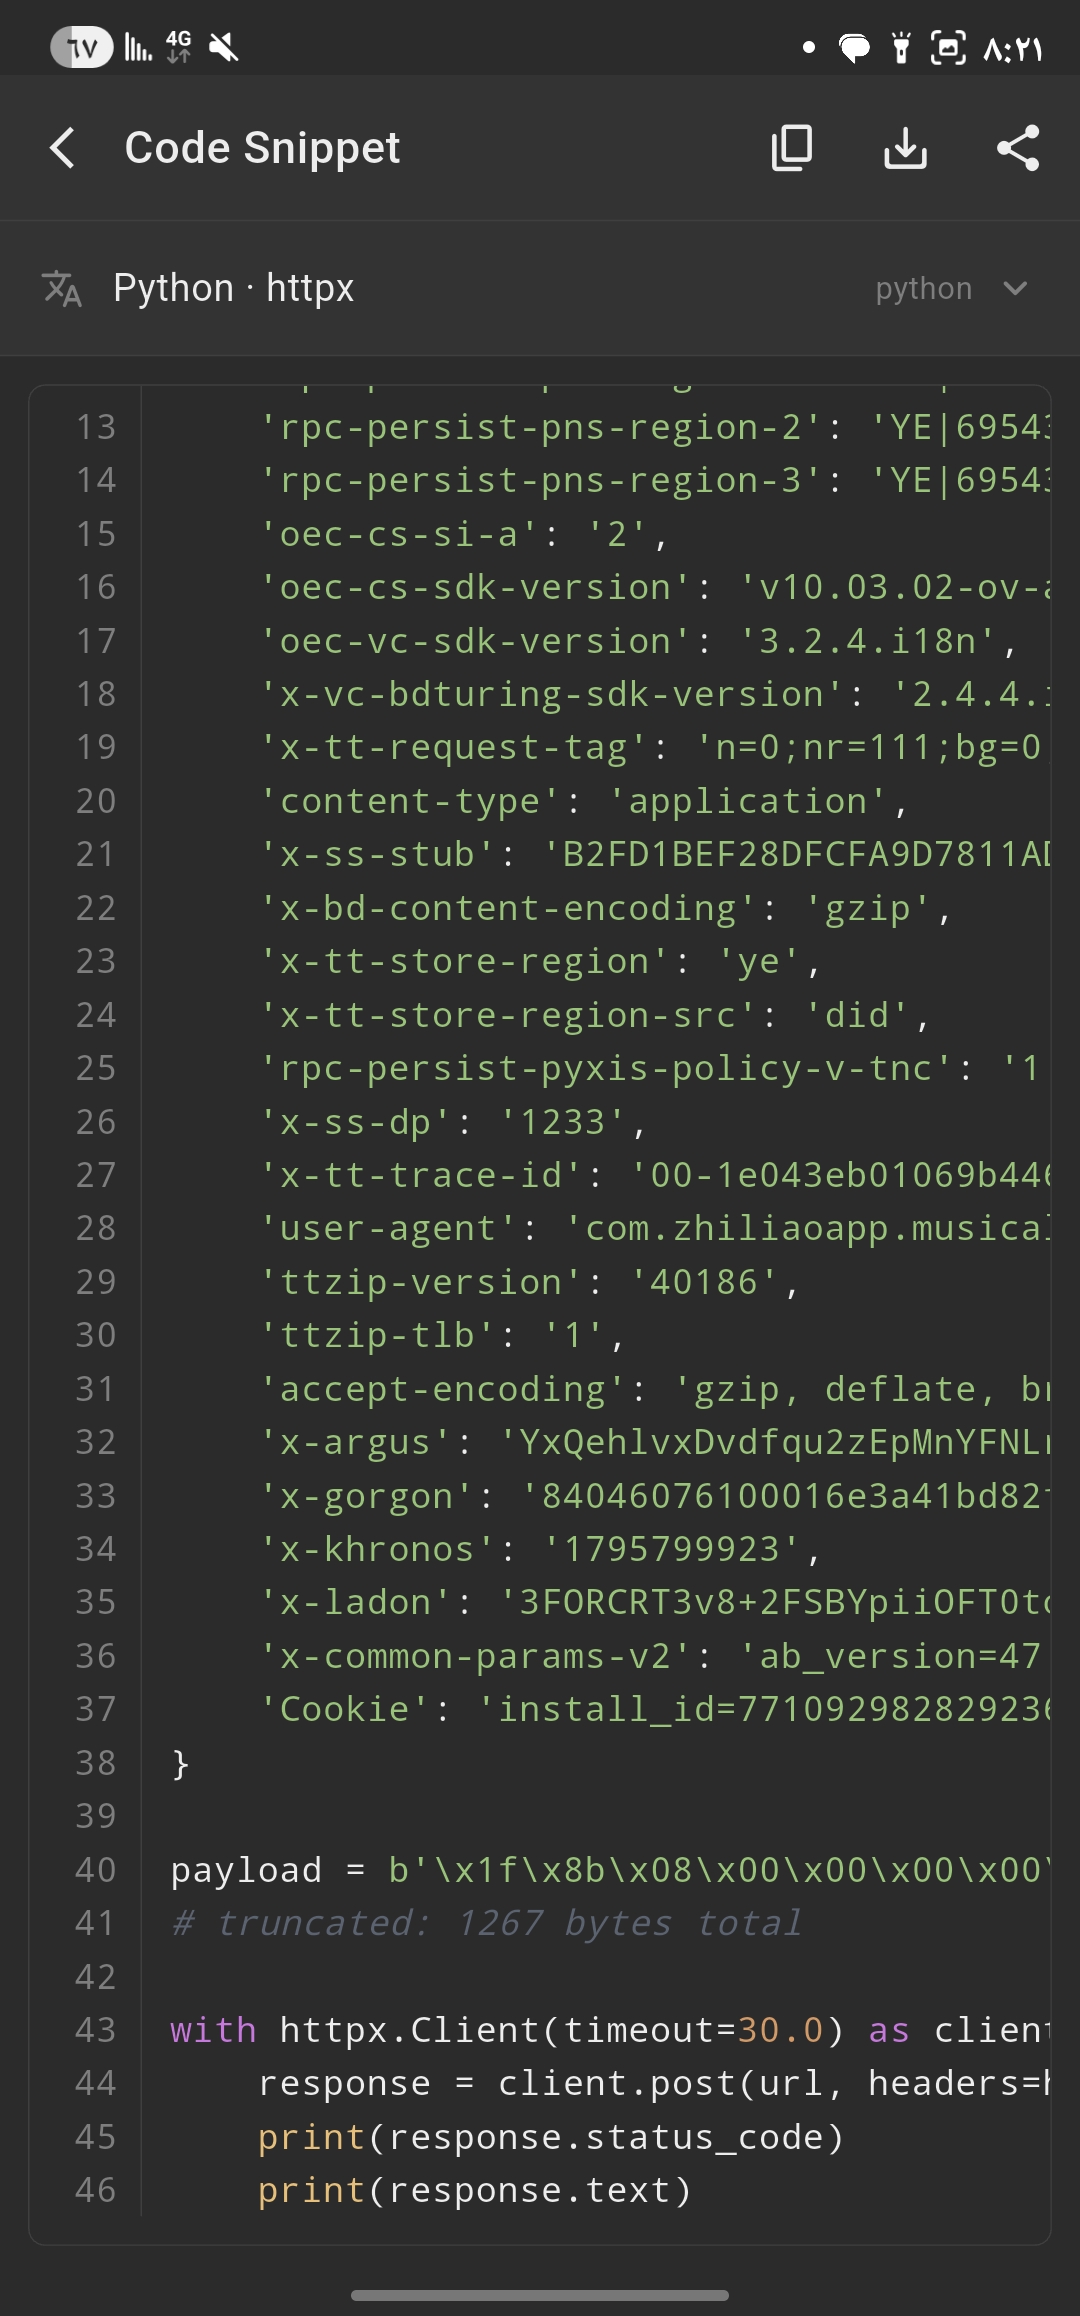 ٦٧ 4G ٨:٢١
Code Snippet
Python · httpx python
13 'rpc-persist-pns-region-2': 'YE|69543
14 'rpc-persist-pns-region-3': 'YE|69543
15 'oec-cs-si-a': '2',
16 'oec-cs-sdk-version': 'v10.03.02-ov-a
17 'oec-vc-sdk-version': '3.2.4.i18n',
18 'x-vc-bdturing-sdk-version': '2.4.4.i
19 'x-tt-request-tag': 'n=0;nr=111;bg=0
20 'content-type': 'application',
21 'x-ss-stub': 'B2FD1BEF28DFCFA9D7811AD
22 'x-bd-content-encoding': 'gzip',
23 'x-tt-store-region': 'ye',
24 'x-tt-store-region-src': 'did',
25 'rpc-persist-pyxis-policy-v-tnc': '1
26 'x-ss-dp': '1233',
27 'x-tt-trace-id': '00-1e043eb01069b446
28 'user-agent': 'com.zhiliaoapp.musical
29 'ttzip-version': '40186',
30 'ttzip-tlb': '1',
31 'accept-encoding': 'gzip, deflate, br
32 'x-argus': 'YxQehlvxDvdfqu2zEpMnYFNLr
33 'x-gorgon': '84046076100016e3a41bd82f
34 'x-khronos': '1795799923',
35 'x-ladon': '3FORCRT3v8+2FSBYpiiOFT0to
36 'x-common-params-v2': 'ab_version=47
37 'Cookie': 'install_id=771092982829236
38 }
39
40 payload = b'\x1f\x8b\x08\x00\x00\x00\x00\
41 # truncated: 1267 bytes total
42
43 with httpx.Client(timeout=30.0) as client
44 response = client.post(url, headers=h
45 print(response.status_code)
46 print(response.text)